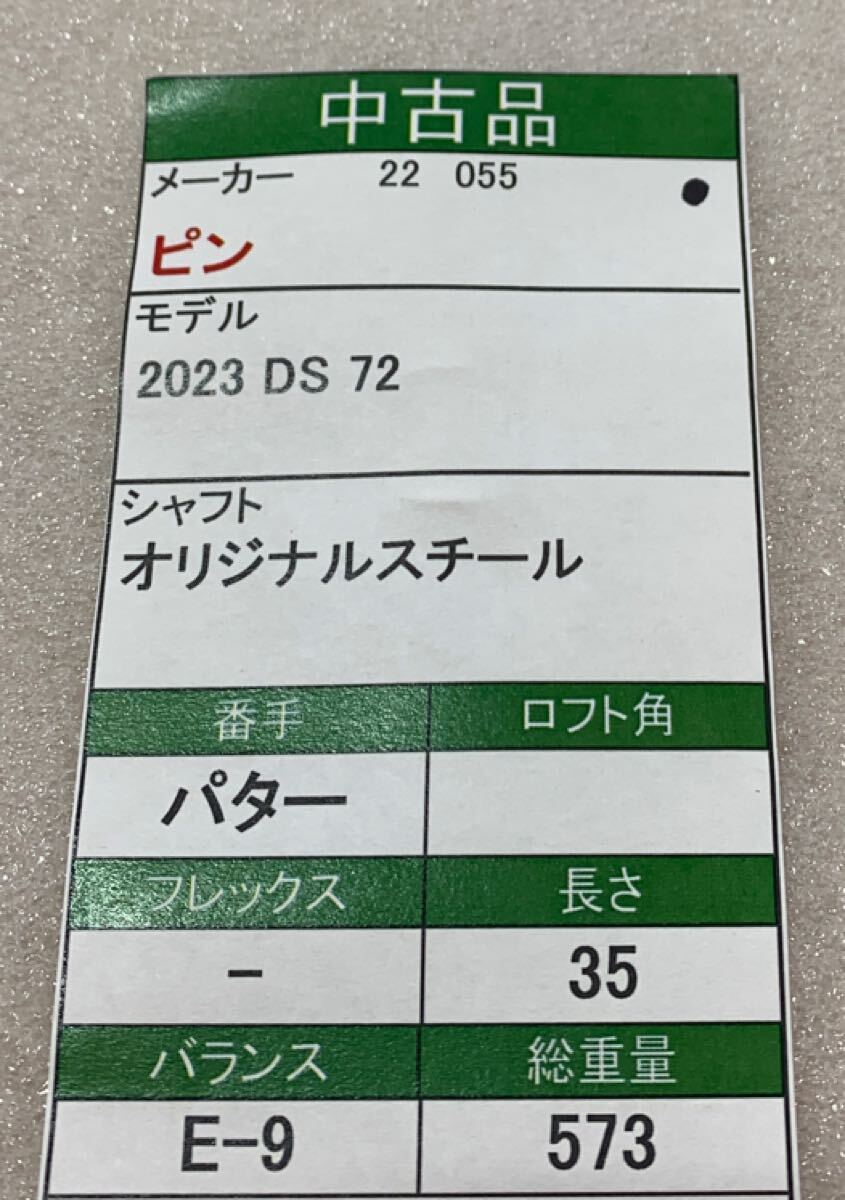 中古品
メーカー 22 055
ピン
モデル
2023 DS 72
シャフト
オリジナルスチール
番手 ロフト角
パター
フレックス 長さ
- 35
バランス 総重量
E-9 573